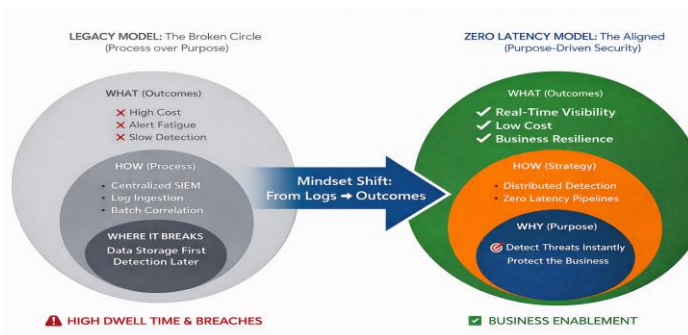 LEGACY MODEL: The Broken Circle
(Process over Purpose)
WHAT (Outcomes)
✗ High Cost
✗ Alert Fatigue
✗ Slow Detection
HOW (Process)
• Centralized SIEM
• Log Ingestion
• Batch Correlation
WHERE IT BREAKS
Data Storage First
Detection Later
HIGH DWELL TIME & BREACHES
Mindset Shift:
From Logs → Outcomes
ZERO LATENCY MODEL: The Aligned
(Purpose-Driven Security)
WHAT (Outcomes)
✓ Real-Time Visibility
✓ Low Cost
✓ Business Resilience
HOW (Strategy)
• Distributed Detection
• Zero Latency Pipelines
WHY (Purpose)
Detect Threats Instantly
Protect the Business
BUSINESS ENABLEMENT